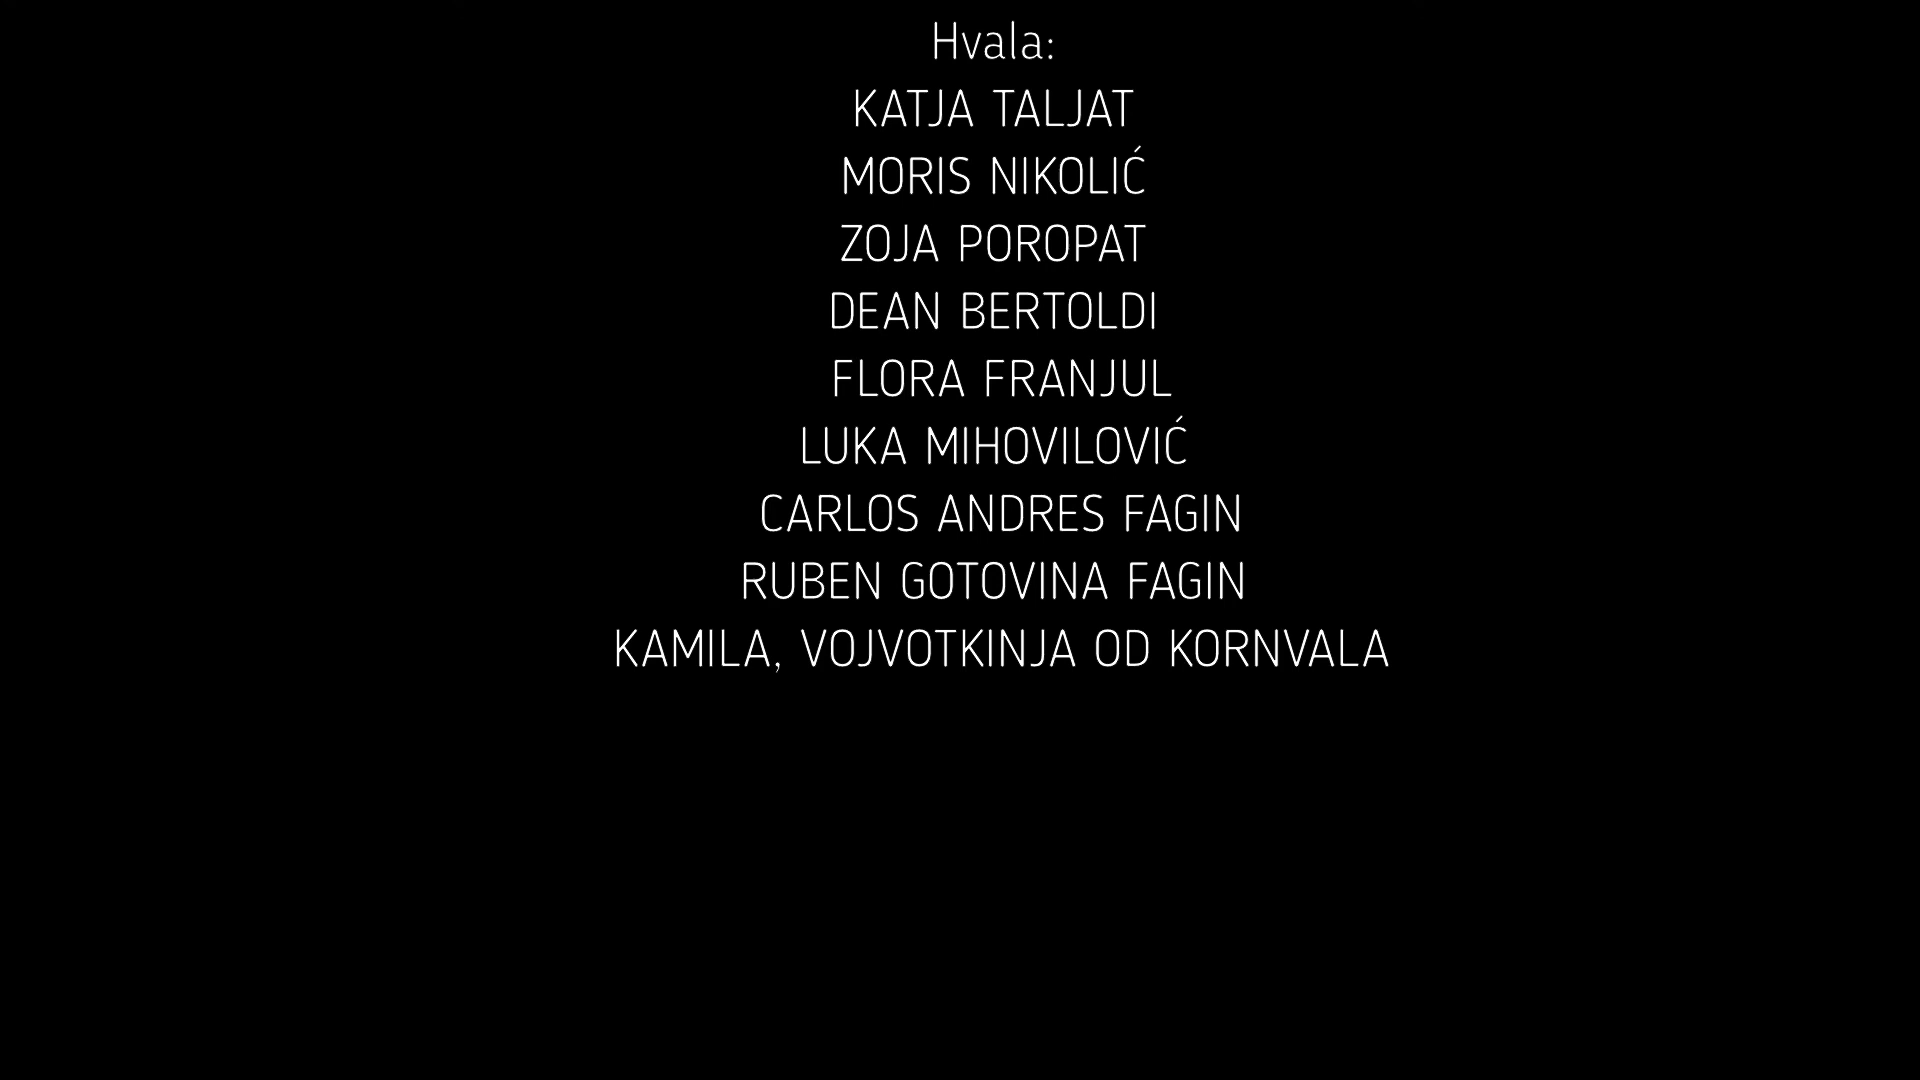 Hvala:
KATJA TALJAT
MORIS NIKOLIĆ
ZOJA POROPAT
DEAN BERTOLDI
FLORA FRANJUL
LUKA MIHOVILOVIĆ
CARLOS ANDRES FAGIN
RUBEN GOTOVINA FAGIN
KAMILA, VOJVOTKINJA OD KORNVALA